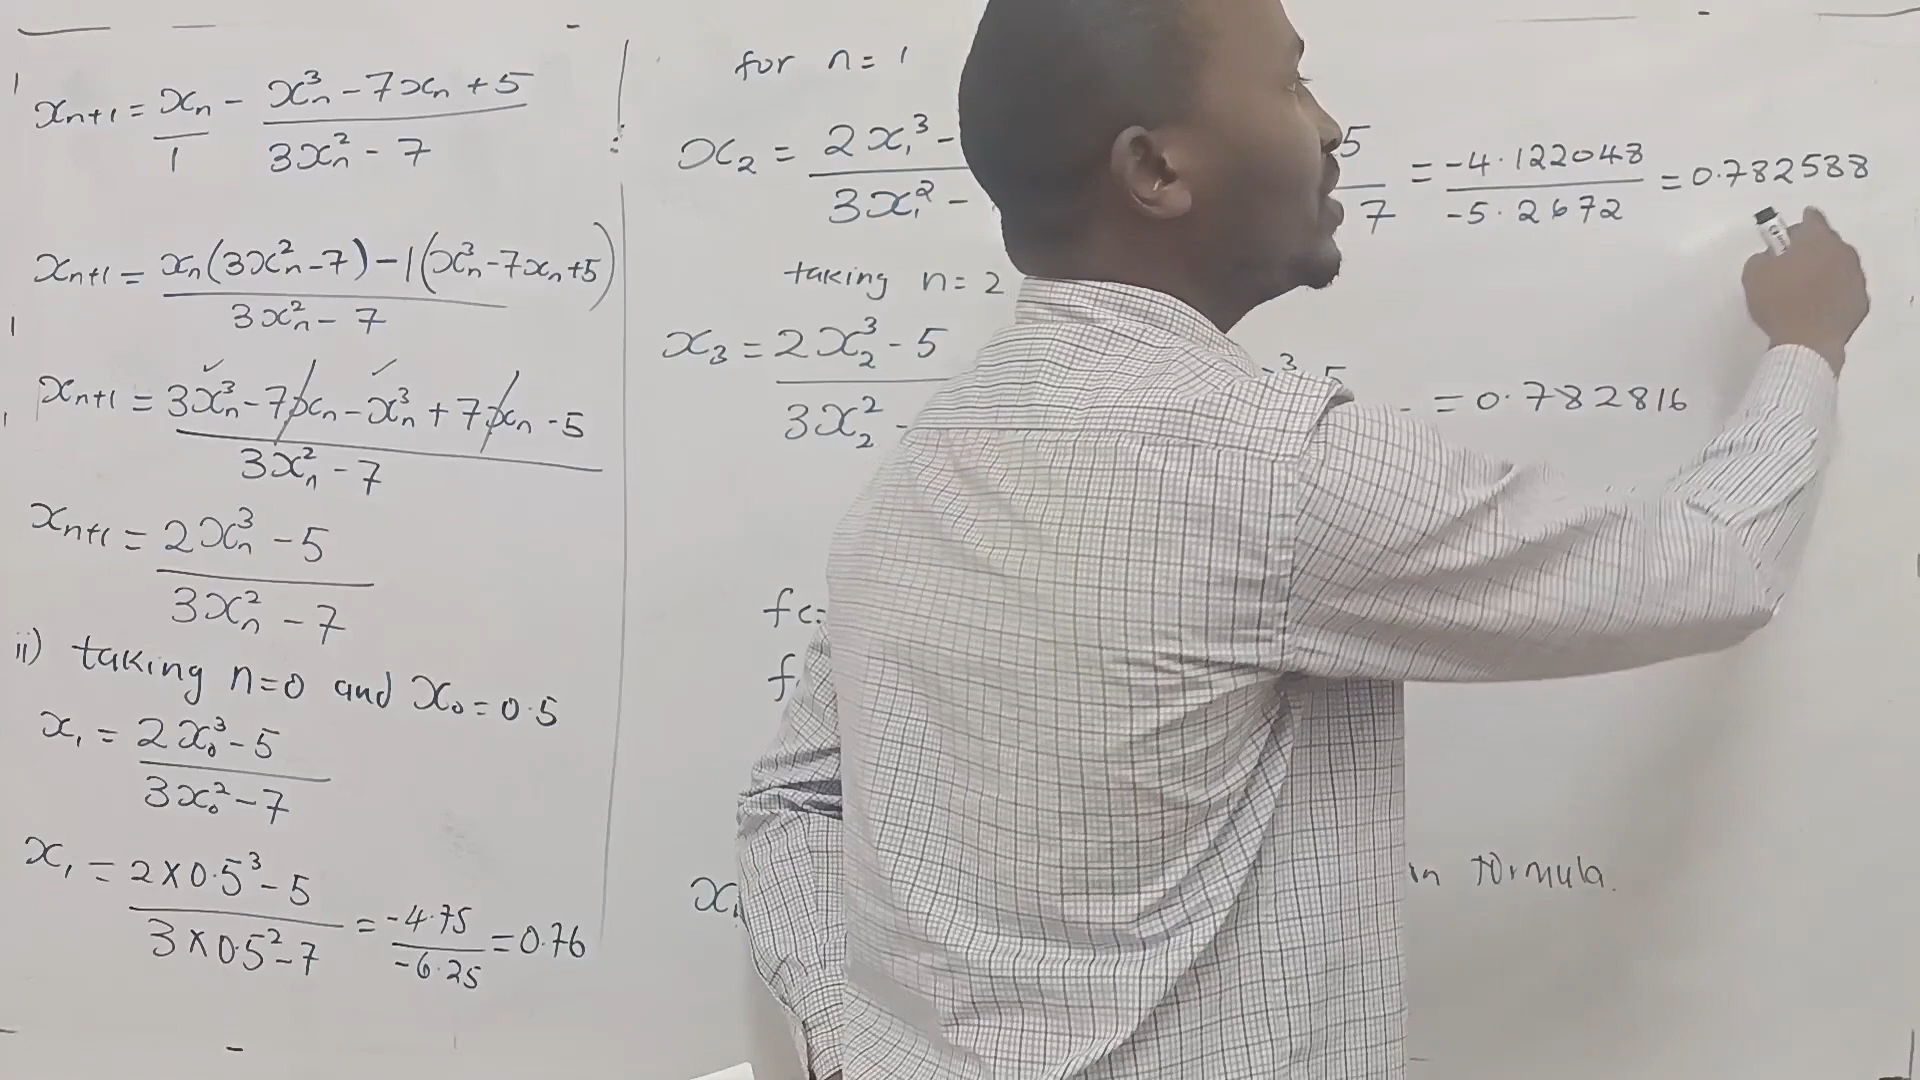 xₙ₊₁ = xₙ/1 - (xₙ³ - 7xₙ + 5)/(3xₙ² - 7)
xₙ₊₁ = (xₙ(3xₙ² - 7) - 1(xₙ³ - 7xₙ + 5))/(3xₙ² - 7)
xₙ₊₁ = (3xₙ³ - 7xₙ - xₙ³ + 7xₙ - 5)/(3xₙ² - 7)
xₙ₊₁ = (2xₙ³ - 5)/(3xₙ² - 7)
ii) taking n=0 and x₀ = 0.5
x₁ = (2x₀³ - 5)/(3x₀² - 7)
x₁ = (2×0.5³ - 5)/(3×0.5² - 7) = -4.75/-6.25 = 0.76
for n = 1
x₂ = (2x₁³ - 5)/(3x₁² - 7) = -4.122048/-5.2672 = 0.782588
taking n = 2
x₃ = (2x₂³ - 5)/(3x₂² - = 0.782816
in formula.